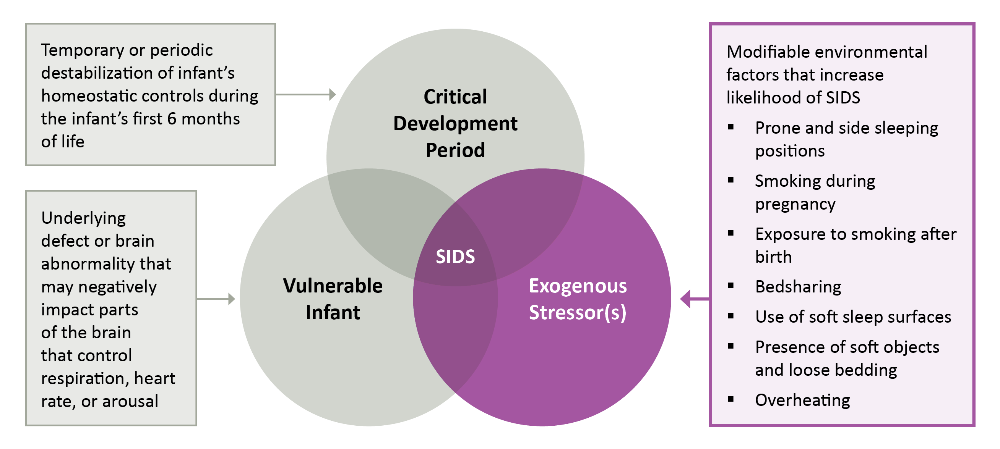 Temporary or periodic
destabilization of infant’s
homeostatic controls during
the infant’s first 6 months
of life
Underlying
defect or brain
abnormality that
may negatively
impact parts
of the brain
that control
respiration, heart
rate, or arousal
Critical
Development
Period
SIDS
Vulnerable
Infant
Exogenous
Stressor(s)
Modifiable environmental
factors that increase
likelihood of SIDS
▪ Prone and side sleeping
positions
▪ Smoking during
pregnancy
▪ Exposure to smoking after
birth
▪ Bedsharing
▪ Use of soft sleep surfaces
▪ Presence of soft objects
and loose bedding
▪ Overheating